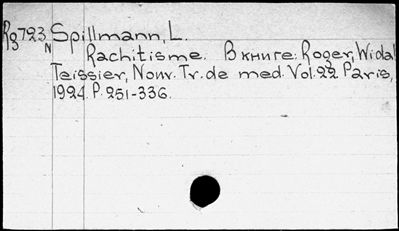 Rg723 Spillmann, L.
N
Rachitisme. В книге: Roger, Widal
Teissier, Nouv. Tr. de med. Vol. 22 Paris,
1924. P. 251-336.